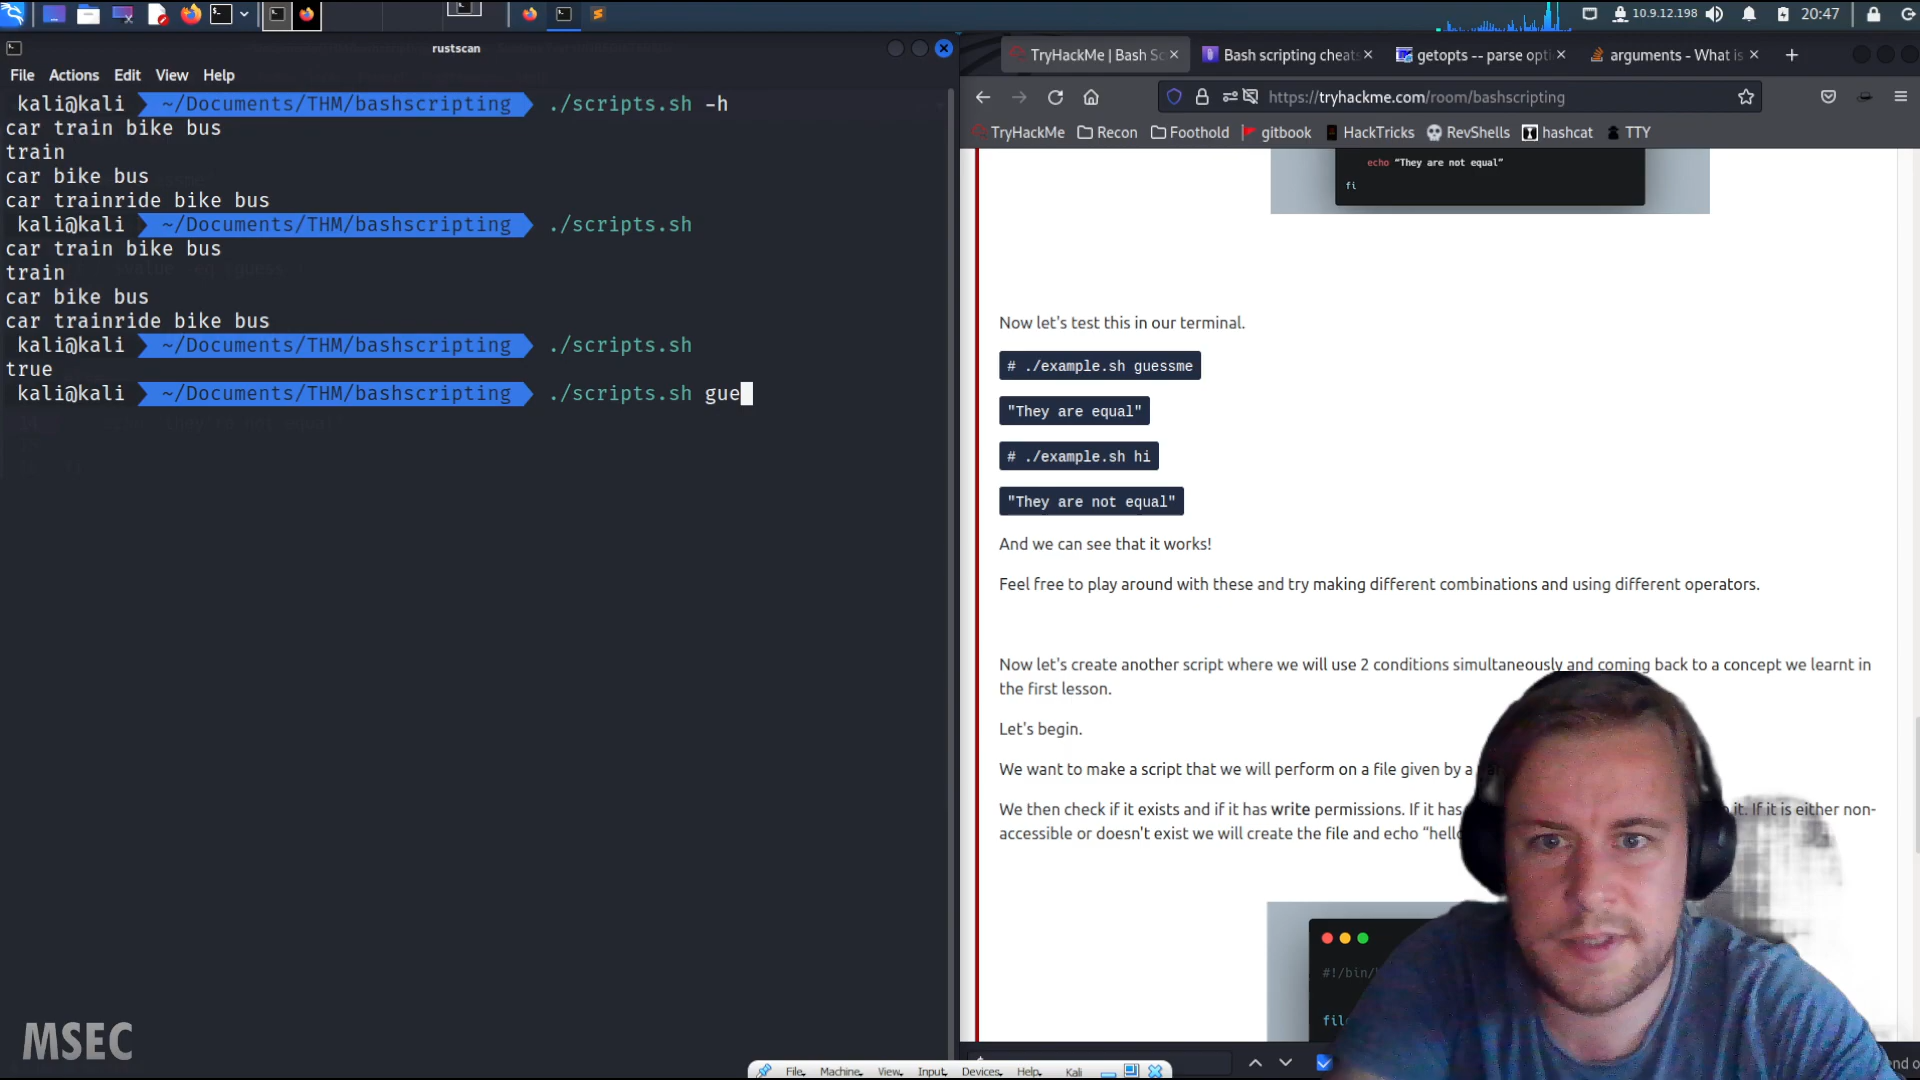 10.9.12.198
20:47
rustscan
File Actions Edit View Help
kali@kali ~/Documents/THM/bashscripting ./scripts.sh -h
car train bike bus
train
car bike bus
car trainride bike bus
kali@kali ~/Documents/THM/bashscripting ./scripts.sh
car train bike bus
train
car bike bus
car trainride bike bus
kali@kali ~/Documents/THM/bashscripting ./scripts.sh
true
kali@kali ~/Documents/THM/bashscripting ./scripts.sh gue
MSEC
TryHackMe | Bash Sc
Bash scripting cheats
getopts -- parse opti
arguments - What is
https://tryhackme.com/room/bashscripting
TryHackMe Recon Foothold gitbook HackTricks RevShells hashcat TTY
echo “They are not equal”
fi
Now let's test this in our terminal.
# ./example.sh guessme
"They are equal"
# ./example.sh hi
"They are not equal"
And we can see that it works!
Feel free to play around with these and try making different combinations and using different operators.
Now let's create another script where we will use 2 conditions simultaneously and coming back to a concept we learnt in
the first lesson.
Let's begin.
We want to make a script that we will perform on a file given by a
We then check if it exists and if it has write permissions. If it has it. If it is either non-
accessible or doesn't exist we will create the file and echo “hello
#!/bin/
File Machine View Input Devices Help Kali